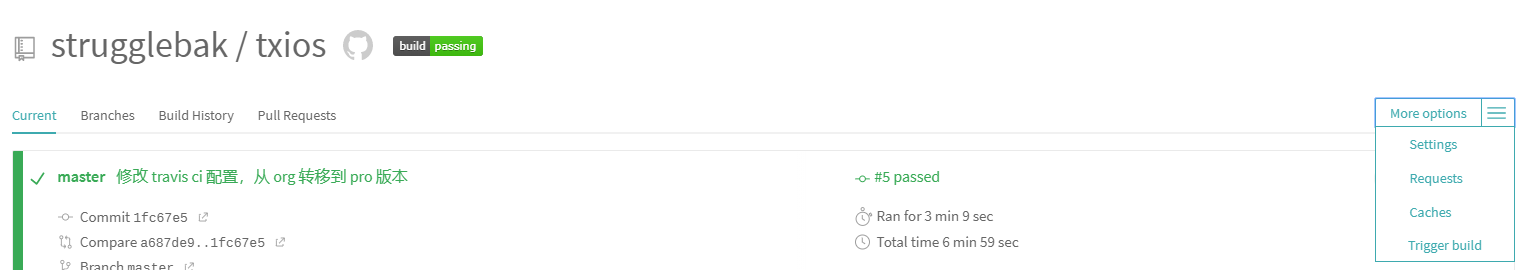 strugglebak / txios build passing
Current Branches Build History Pull Requests
More options
Settings
Requests
Caches
Trigger build
master 修改 travis ci 配置，从 org 转移到 pro 版本
Commit 1fc67e5
Compare a687de9..1fc67e5
Branch master
#5 passed
Ran for 3 min 9 sec
Total time 6 min 59 sec